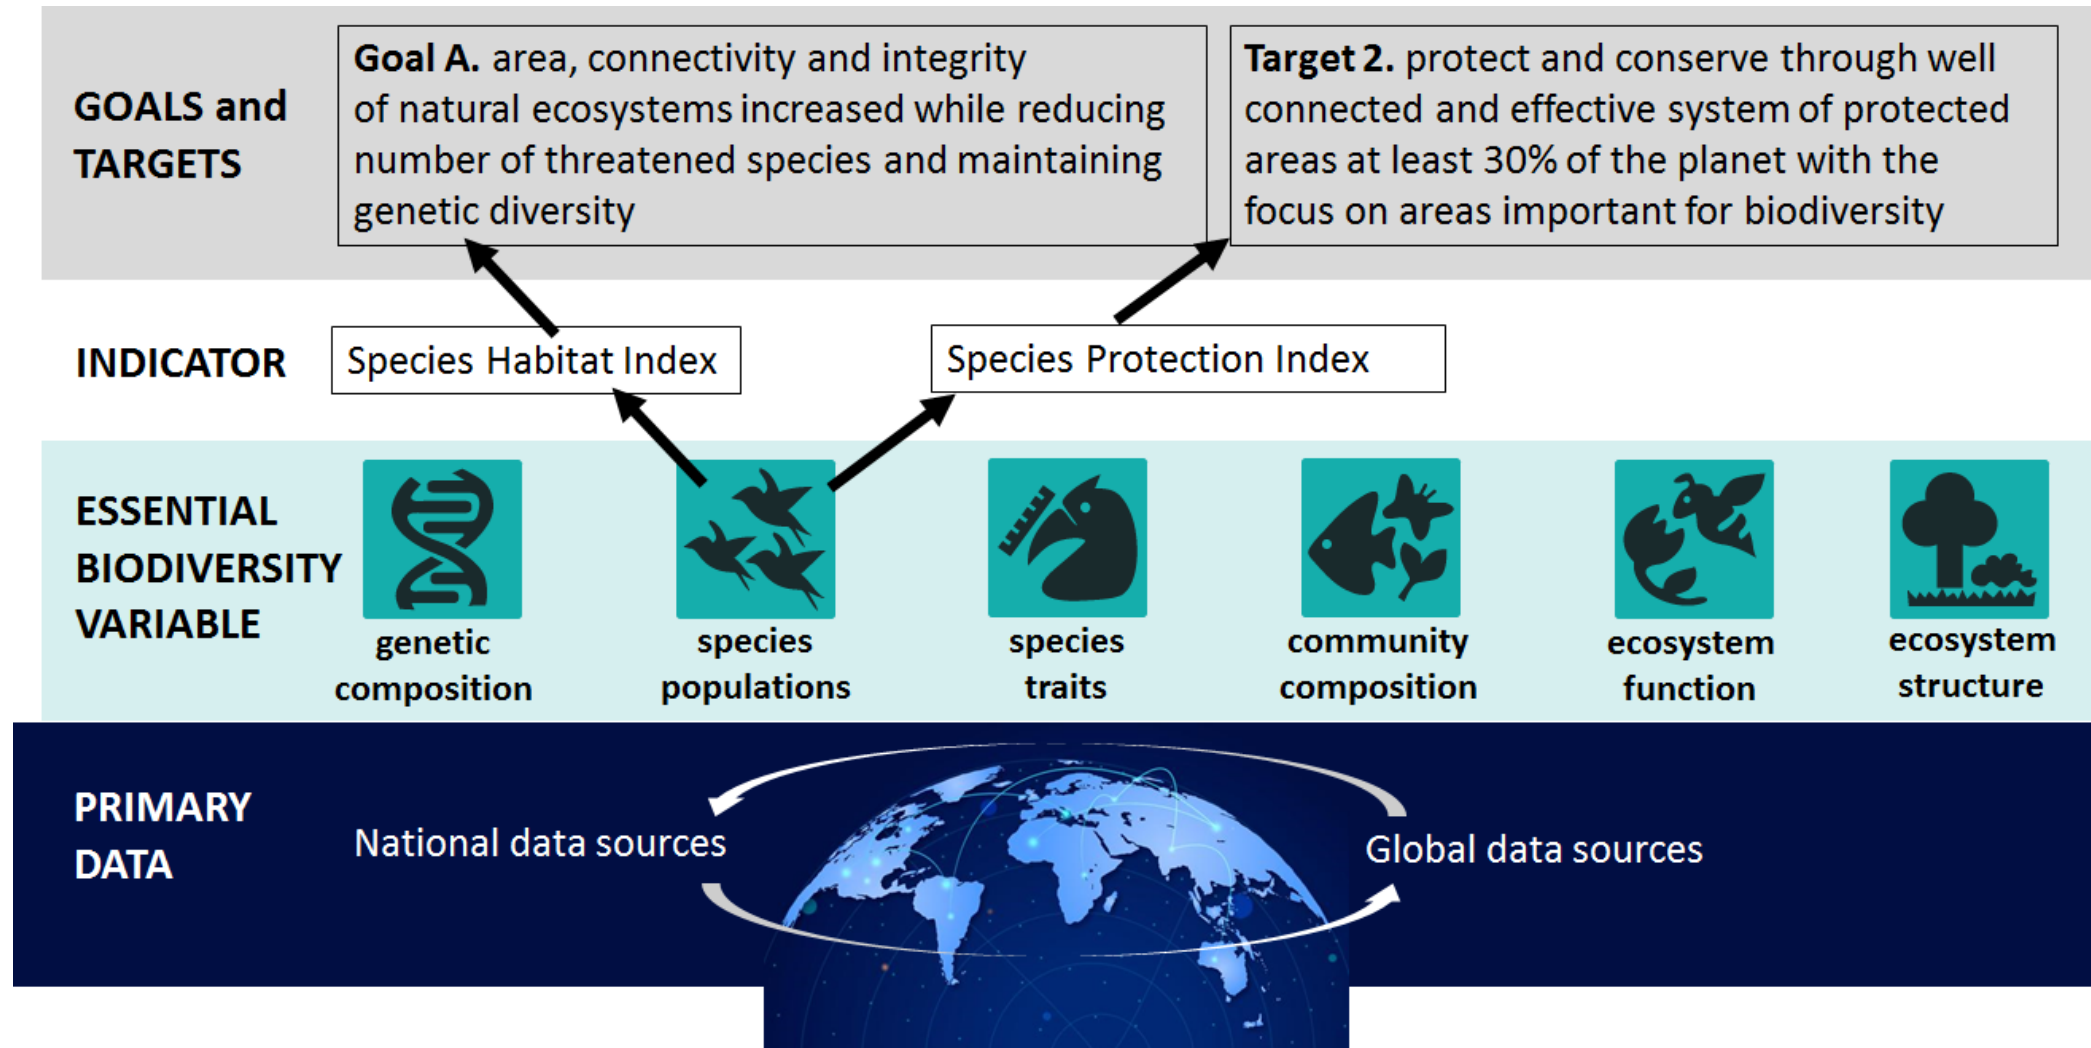 GOALS and
TARGETS
Goal A. area, connectivity and integrity
of natural ecosystems increased while reducing
number of threatened species and maintaining
genetic diversity
Target 2. protect and conserve through well
connected and effective system of protected
areas at least 30% of the planet with the
focus on areas important for biodiversity
INDICATOR
Species Habitat Index
Species Protection Index
ESSENTIAL
BIODIVERSITY
VARIABLE
genetic
composition
species
populations
species
traits
community
composition
ecosystem
function
ecosystem
structure
PRIMARY
DATA
National data sources
Global data sources